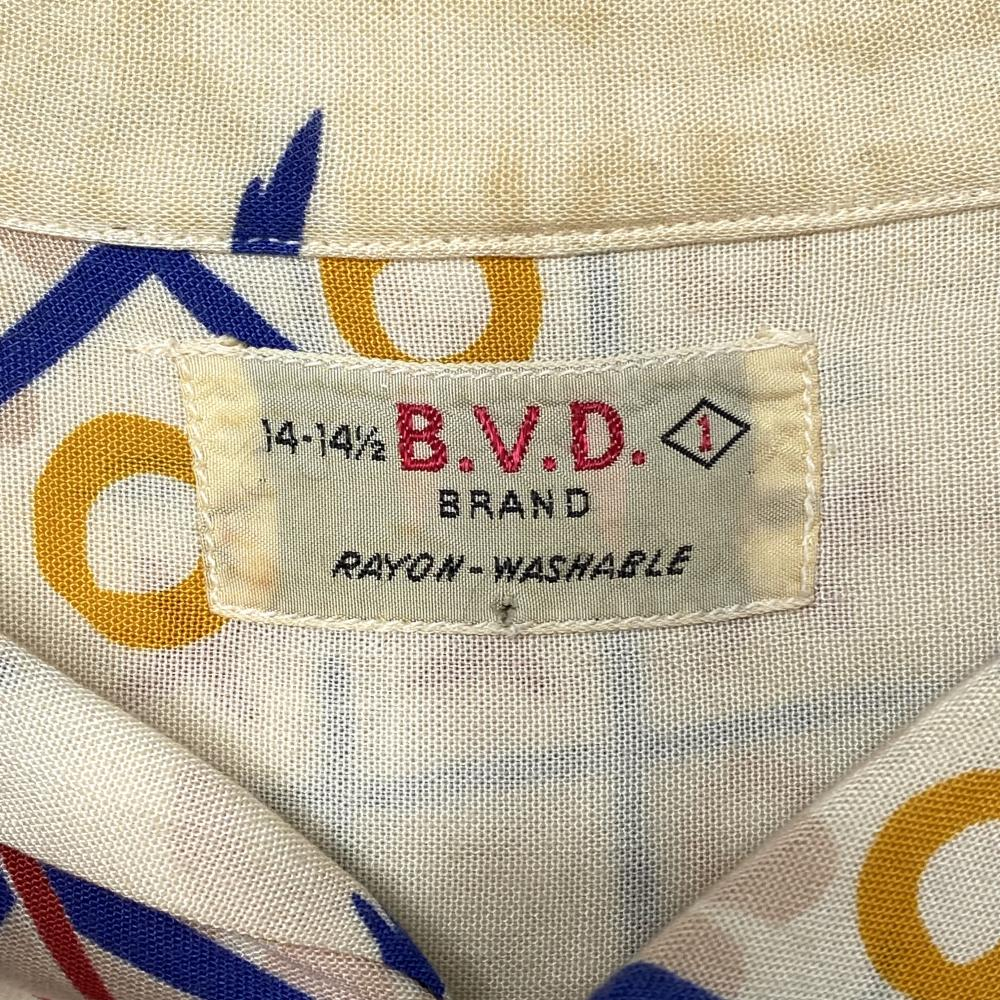 14-14½ B.V.D. 1
BRAND
RAYON-WASHABLE